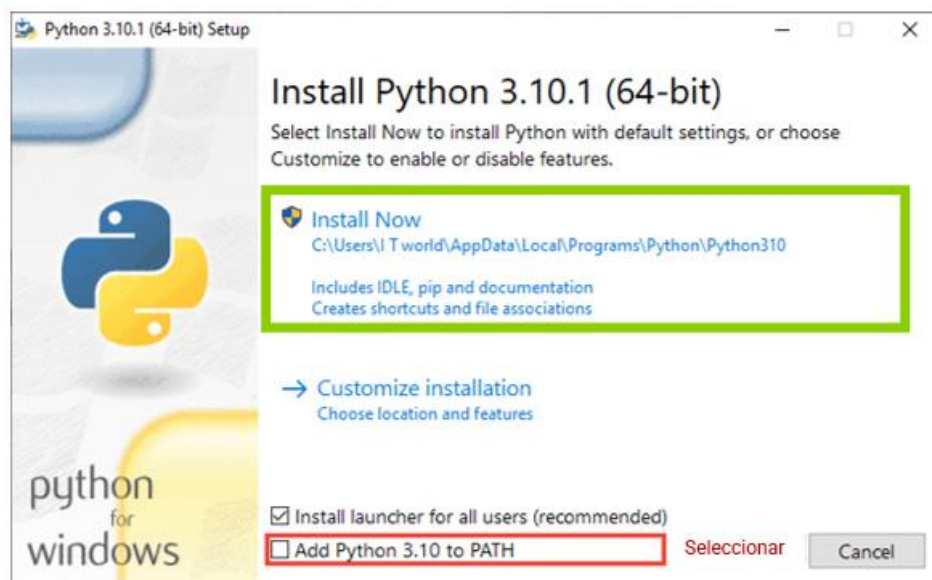 Python 3.10.1 (64-bit) Setup
Install Python 3.10.1 (64-bit)
Select Install Now to install Python with default settings, or choose
Customize to enable or disable features.
Install Now
C:\Users\I T world\AppData\Local\Programs\Python\Python310
Includes IDLE, pip and documentation
Creates shortcuts and file associations
Customize installation
Choose location and features
python
for
windows
Install launcher for all users (recommended)
Add Python 3.10 to PATH
Seleccionar
Cancel